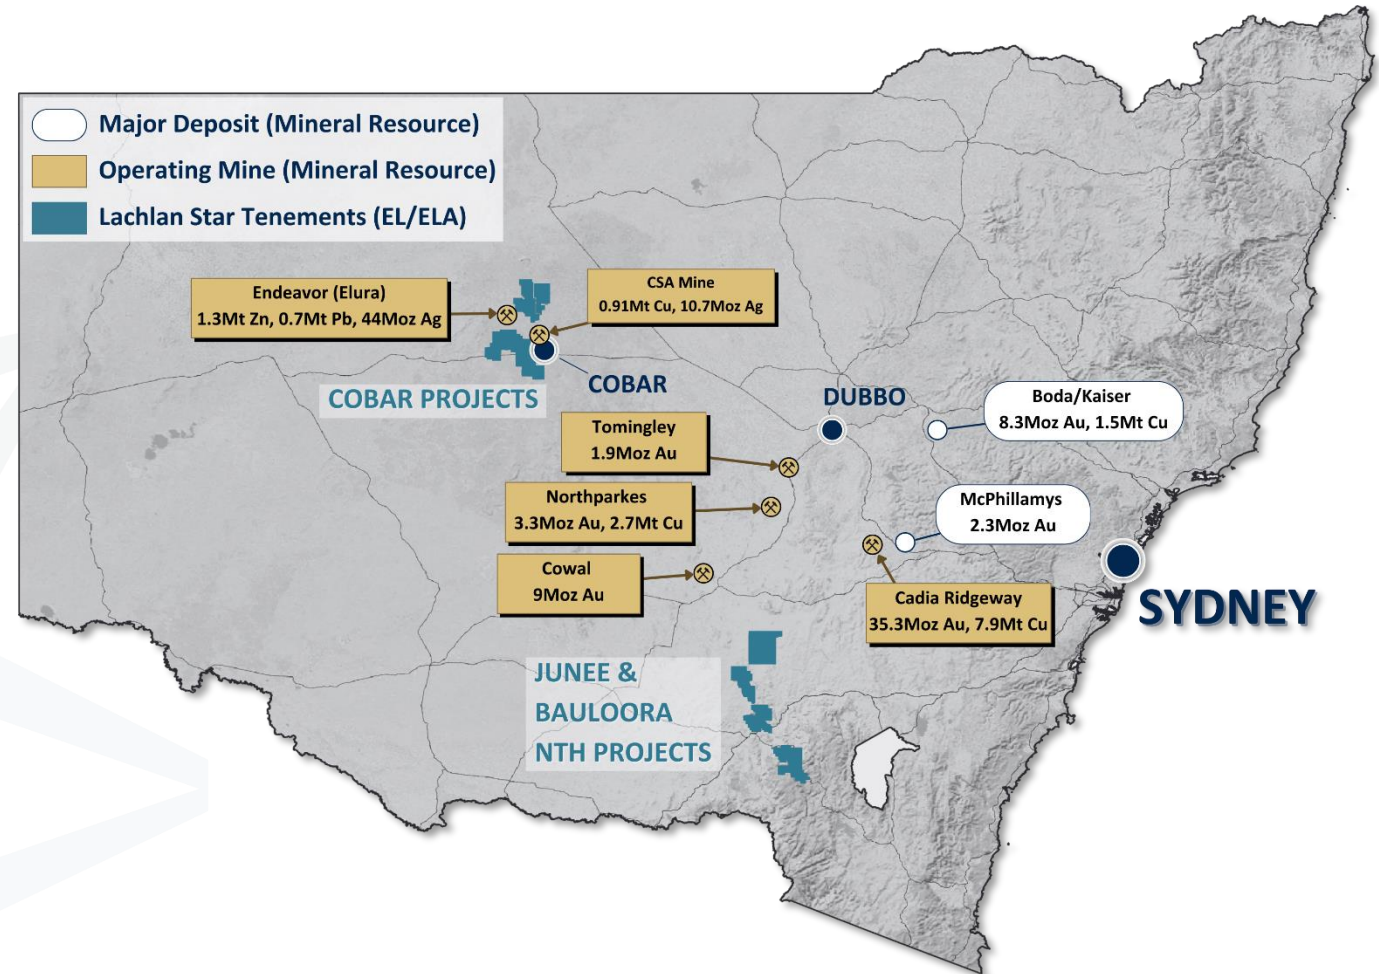 Major Deposit (Mineral Resource)
Operating Mine (Mineral Resource)
Lachlan Star Tenements (EL/ELA)
Endeavor (Elura)
1.3Mt Zn, 0.7Mt Pb, 44Moz Ag
CSA Mine
0.91Mt Cu, 10.7Moz Ag
COBAR PROJECTS
COBAR
DUBBO
Boda/Kaiser
8.3Moz Au, 1.5Mt Cu
Tomingley
1.9Moz Au
Northparkes
3.3Moz Au, 2.7Mt Cu
McPhillamys
2.3Moz Au
Cowal
9Moz Au
Cadia Ridgeway
35.3Moz Au, 7.9Mt Cu
SYDNEY
JUNEE &
BAULOORA
NTH PROJECTS